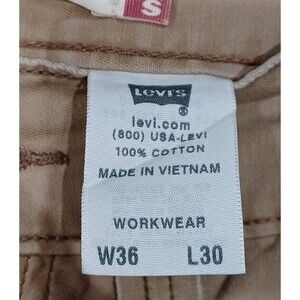 S
Levi's
®
levi.com
(800) USA-LEVI
100% COTTON
MADE IN VIETNAM
WORKWEAR
W36 L30